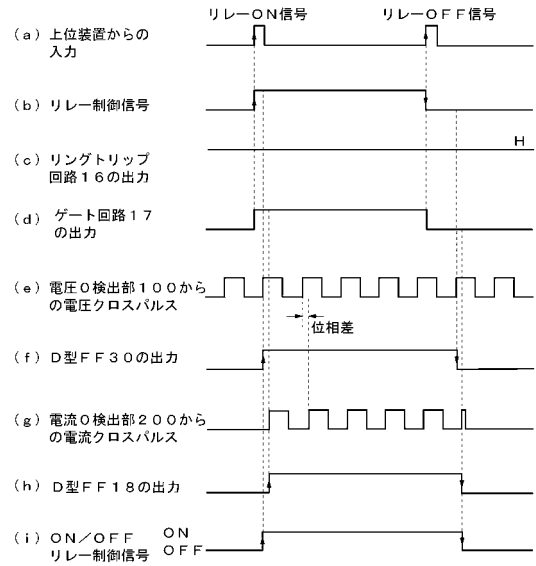 リレーON信号 リレーOFF信号
(a) 上位装置からの
入力
(b) リレー制御信号
H
(c) リングトリップ
回路16の出力
(d) ゲート回路17
の出力
(e) 電圧0検出部100から
の電圧クロスパルス
位相差
(f) D型FF30の出力
(g) 電流0検出部200から
の電流クロスパルス
(h) D型FF18の出力
(i) ON/OFF ON
リレー制御信号 OFF